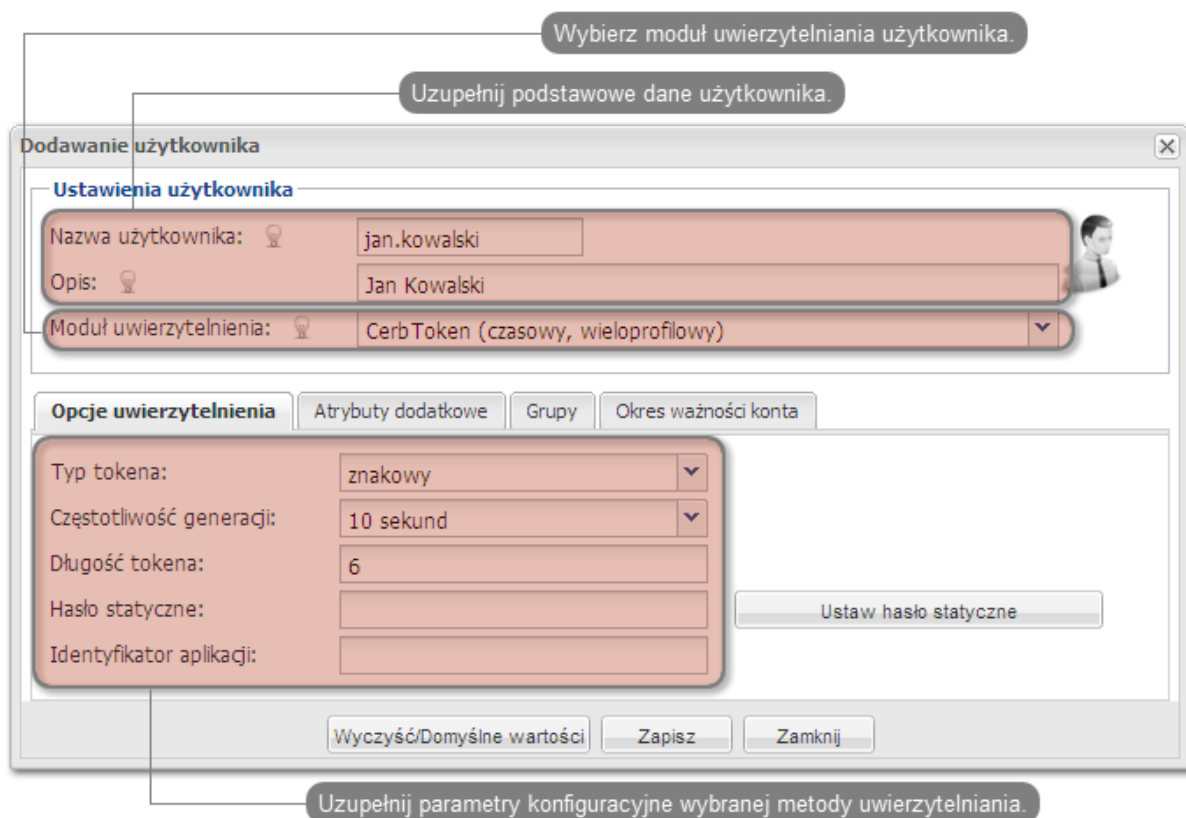 Wybierz moduł uwierzytelniania użytkownika.
Uzupełnij podstawowe dane użytkownika.
Dodawanie użytkownika
Ustawienia użytkownika
Nazwa użytkownika: jan.kowalski
Opis: Jan Kowalski
Moduł uwierzytelnienia: CerbToken (czasowy, wieloprofilowy)
Opcje uwierzytelnienia Atrybuty dodatkowe Grupy Okres ważności konta
Typ tokena: znakowy
Częstotliwość generacji: 10 sekund
Długość tokena: 6
Hasło statyczne: Ustaw hasło statyczne
Identyfikator aplikacji:
Wyczyść/Domyślne wartości Zapisz Zamknij
Uzupełnij parametry konfiguracyjne wybranej metody uwierzytelniania.